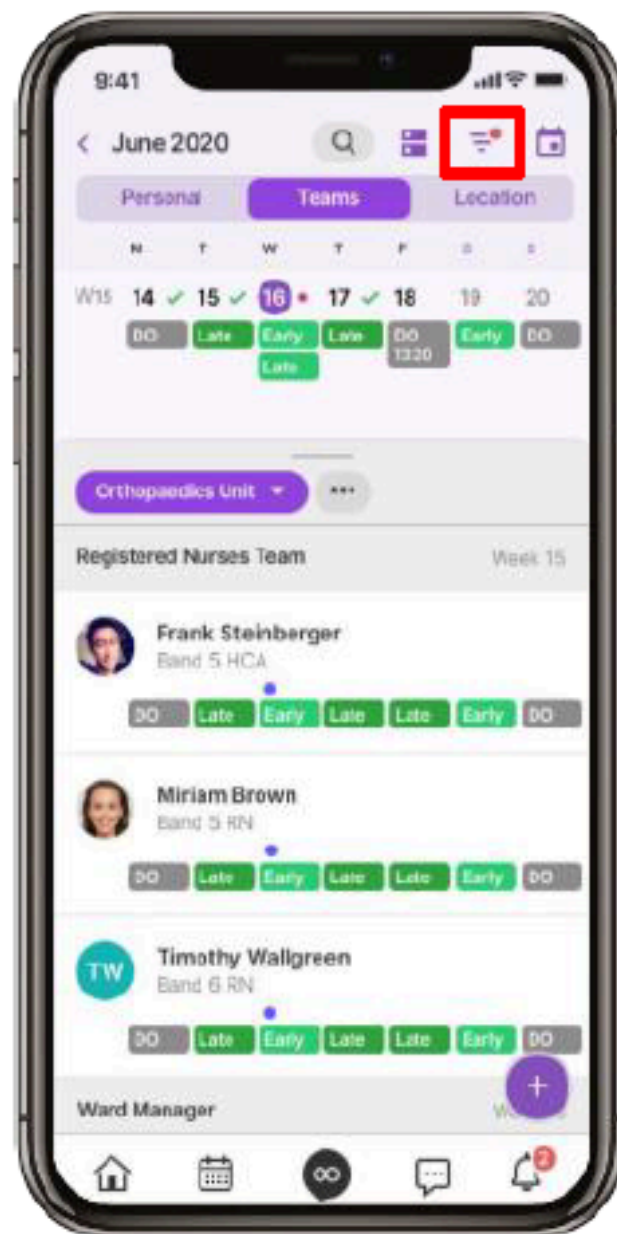 9:41
June 2020
Personal Teams Location
M T W T F S S
W15 14 15 16 17 18 19 20
DO Late Early Late DO Early DO
Late 1320
Orthopaedics Unit
Registered Nurses Team Week 15
Frank Steinberger
Band 5 HCA
DO Late Early Late Late Early DO
Miriam Brown
Band 5 RN
DO Late Early Late Late Early DO
TW Timothy Wallgreen
Band 6 RN
DO Late Early Late Late Early DO
Ward Manager
2